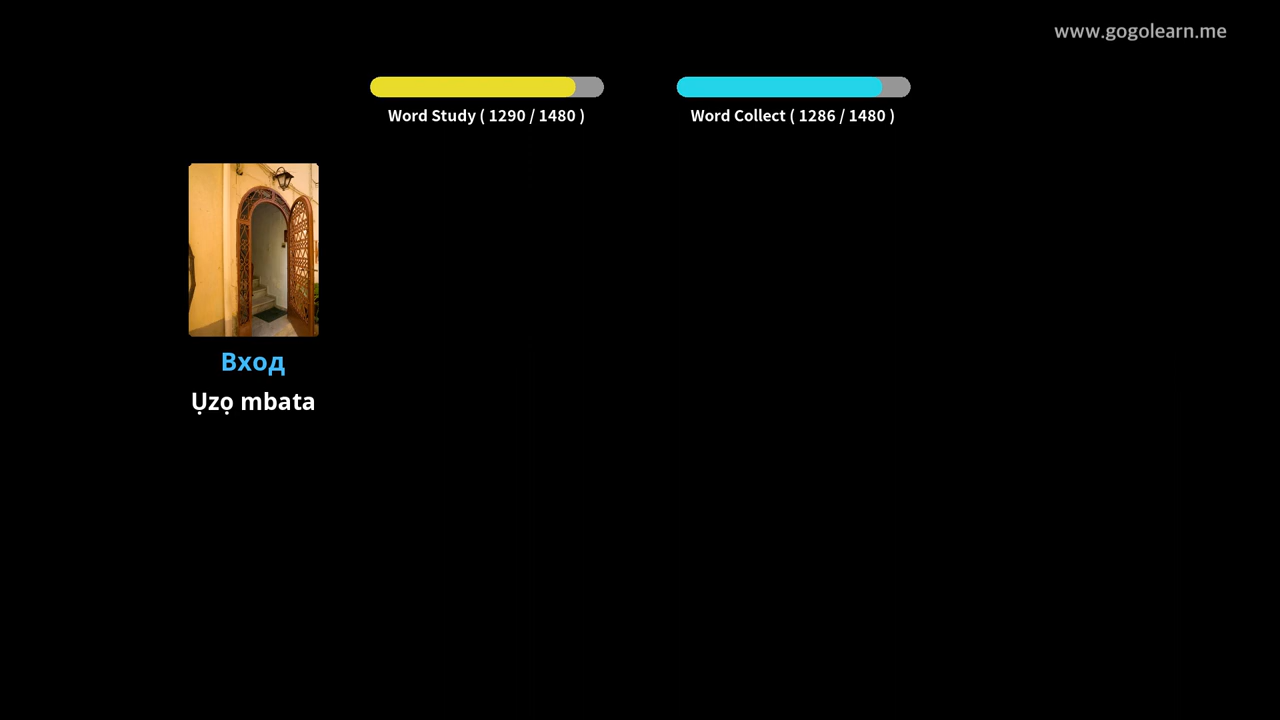 www.gogolearn.me
Word Study ( 1290 / 1480 )
Word Collect ( 1286 / 1480 )
Вход
Ụzọ mbata